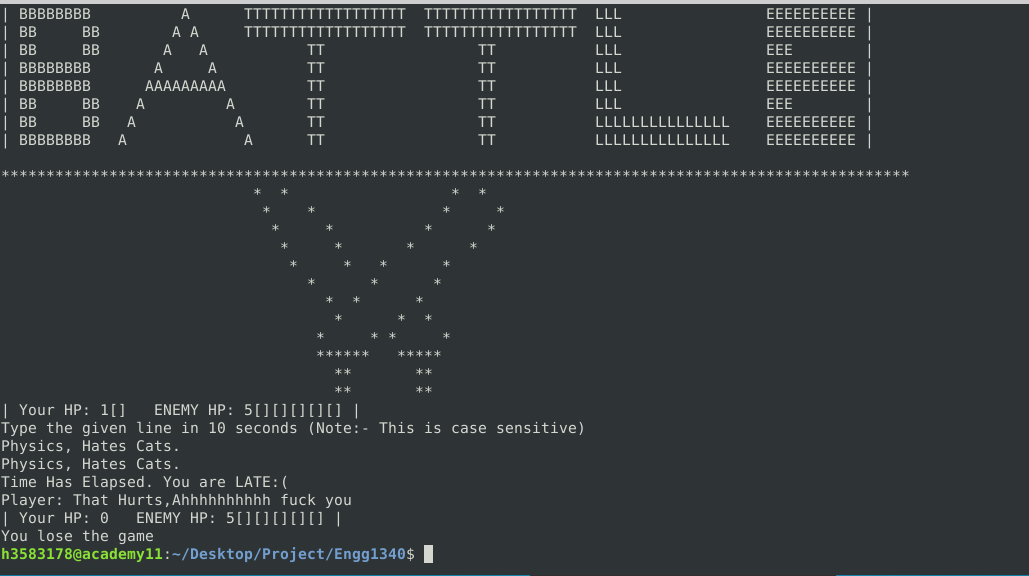 | BBBBBBBB          A      TTTTTTTTTTTTTTTTTT  TTTTTTTTTTTTTTTTT  LLL                EEEEEEEEEE |
| BB     BB        A A     TTTTTTTTTTTTTTTTTT  TTTTTTTTTTTTTTTTT  LLL                EEEEEEEEEE |
| BB     BB       A   A           TT                 TT           LLL                EEE        |
| BBBBBBBB       A     A          TT                 TT           LLL                EEEEEEEEEE |
| BBBBBBBB      AAAAAAAAA         TT                 TT           LLL                EEEEEEEEEE |
| BB     BB    A         A        TT                 TT           LLL                EEE        |
| BB     BB   A           A       TT                 TT           LLLLLLLLLLLLLLL    EEEEEEEEEE |
| BBBBBBBB   A             A      TT                 TT           LLLLLLLLLLLLLLL    EEEEEEEEEE |
*****************************************************************************************************
                            *  *                  *  *
                             *    *              *     *
                              *     *          *      *
                               *     *       *      *
                                *     *   *      *
                                  *      *      *
                                    *  *      *
                                     *      *  *
                                   *     * *     *
                                   ******   *****
                                     **       **
                                     **       **
| Your HP: 1[]   ENEMY HP: 5[][][][][] |
Type the given line in 10 seconds (Note:- This is case sensitive)
Physics, Hates Cats.
Physics, Hates Cats.
Time Has Elapsed. You are LATE:(
Player: That Hurts,Ahhhhhhhhhh fuck you
| Your HP: 0   ENEMY HP: 5[][][][][] |
You lose the game
h3583178@academy11:~/Desktop/Project/Engg1340$